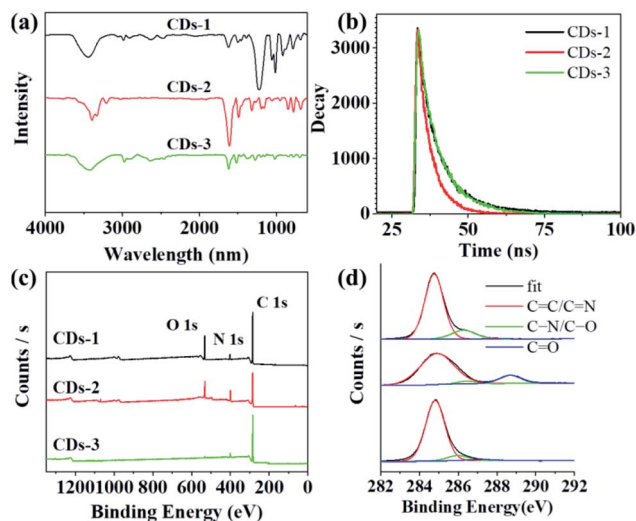 (a)
CDs-1
CDs-2
CDs-3
Intensity
4000 3000 2000 1000
Wavelength (nm)
(b)
CDs-1
CDs-2
CDs-3
Decay
3000
2000
1000
0
25 50 75 100
Time (ns)
(c)
C 1s
O 1s N 1s
CDs-1
CDs-2
CDs-3
Counts / s
1200 1000 800 600 400 200 0
Binding Energy (eV)
(d)
fit
C=C/C=N
C−N/C−O
C=O
Counts / s
282 284 286 288 290 292
Binding Energy(eV)